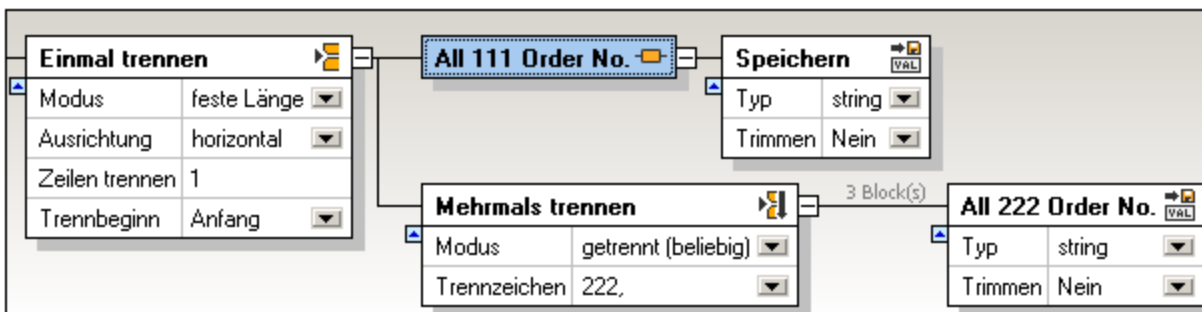 Einmal trennen
Modus feste Länge
Ausrichtung horizontal
Zeilen trennen 1
Trennbeginn Anfang
All 111 Order No.
Speichern
VAL
Typ string
Trimmen Nein
Mehrmals trennen
Modus getrennt (beliebig)
Trennzeichen 222,
3 Block(s)
All 222 Order No.
VAL
Typ string
Trimmen Nein